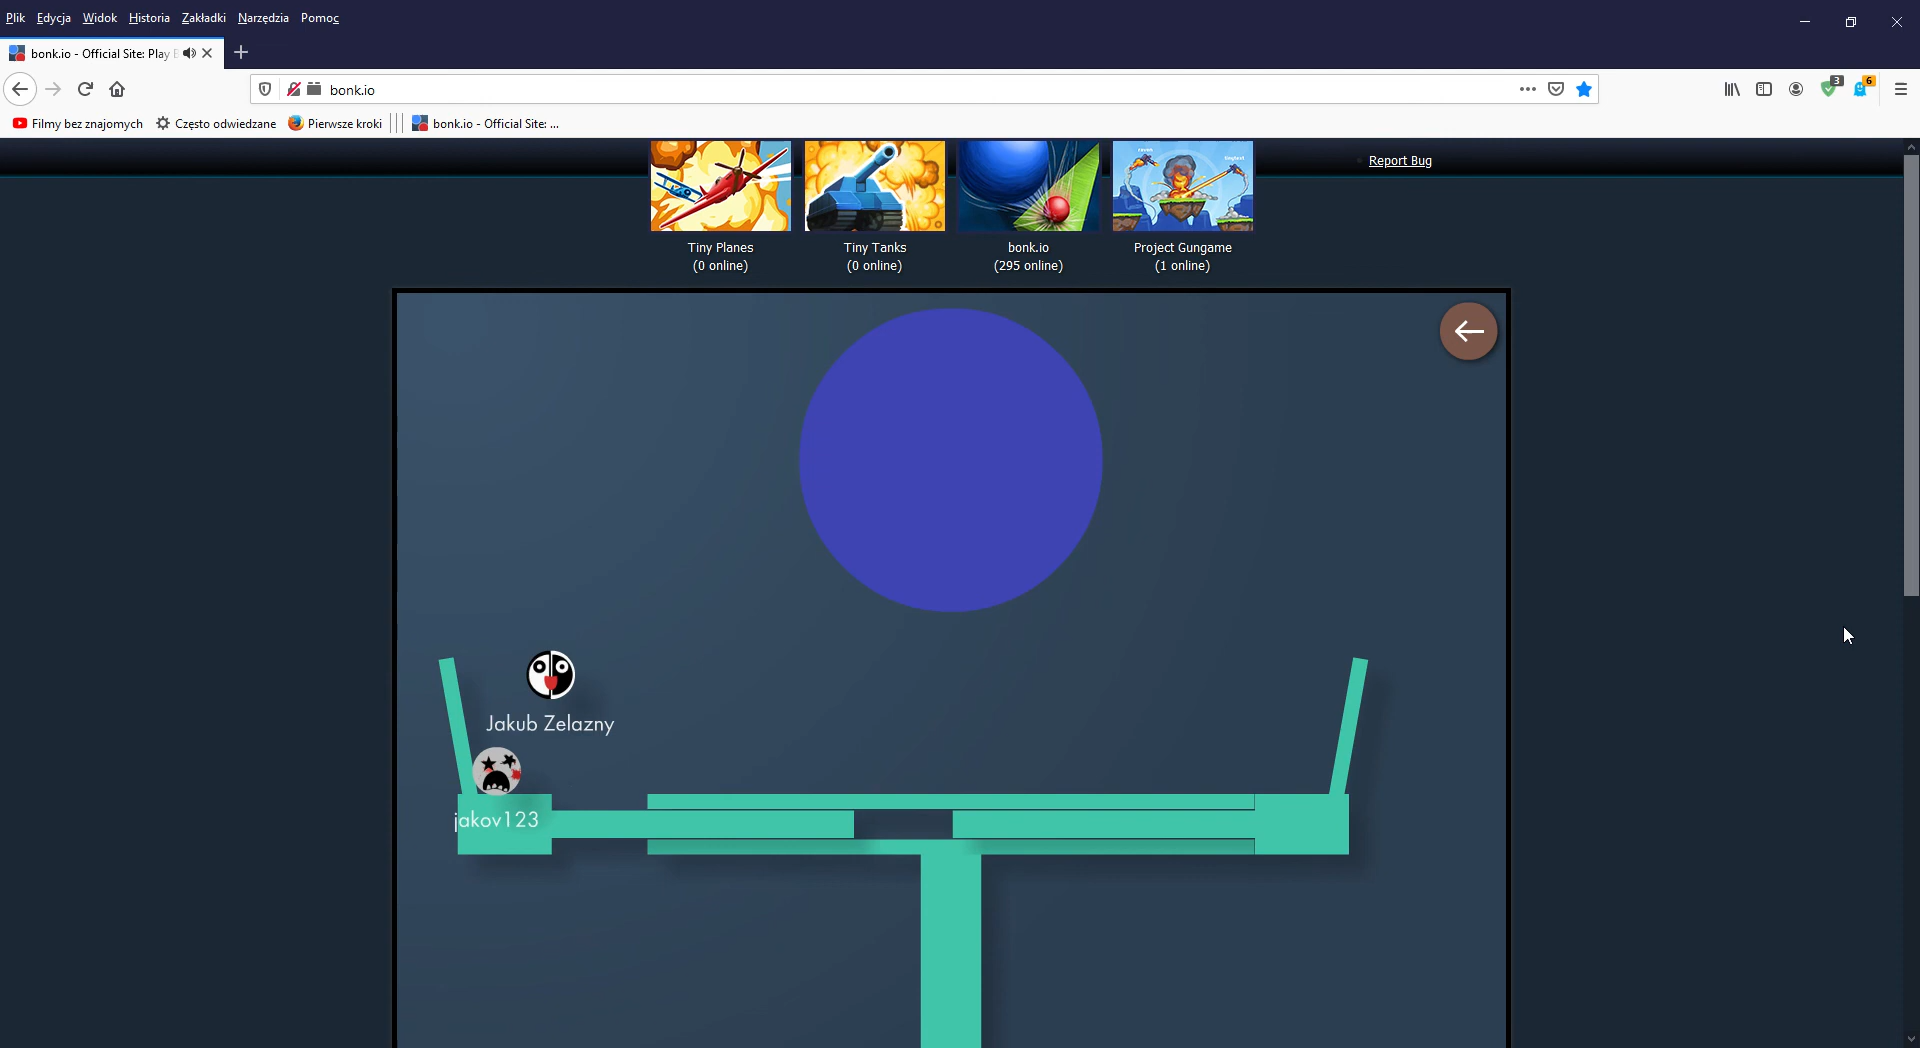 Plik Edycja Widok Historia Zakładki Narzędzia Pomoc
bonk.io - Official Site: Play
bonk.io
3
6
Filmy bez znajomych Często odwiedzane Pierwsze kroki bonk.io - Official Site: ...
Report Bug
Tiny Planes
(0 online)
Tiny Tanks
(0 online)
bonk.io
(295 online)
Project Gungame
(1 online)
Jakub Zelazny
jakov123